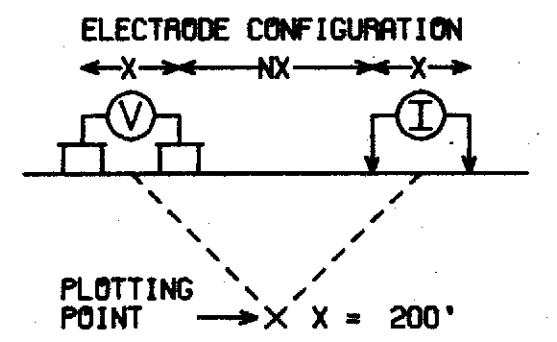 ELECTRODE CONFIGURATION
X NX X
V I
PLOTTING
POINT X X = 200'